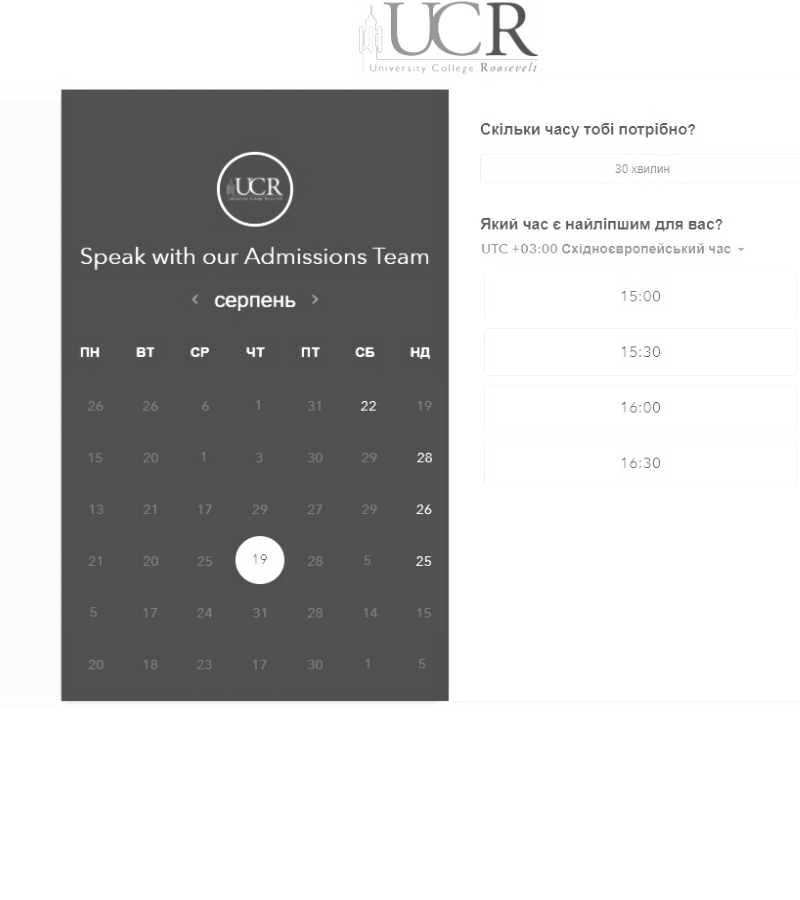 UCR
University College Roosevelt
UCR
Speak with our Admissions Team
серпень
ПН ВТ СР ЧТ ПТ СБ НД
26 26 6 1 31 22 19
15 20 1 3 30 29 28
13 21 17 29 27 29 26
21 20 25 19 28 5 25
5 17 24 31 28 14 15
20 18 23 17 30 1 5
Скільки часу тобі потрібно?
30 хвилин
Який час є найліпшим для вас?
UTC +03:00 Східноєвропейський час
15:00
15:30
16:00
16:30